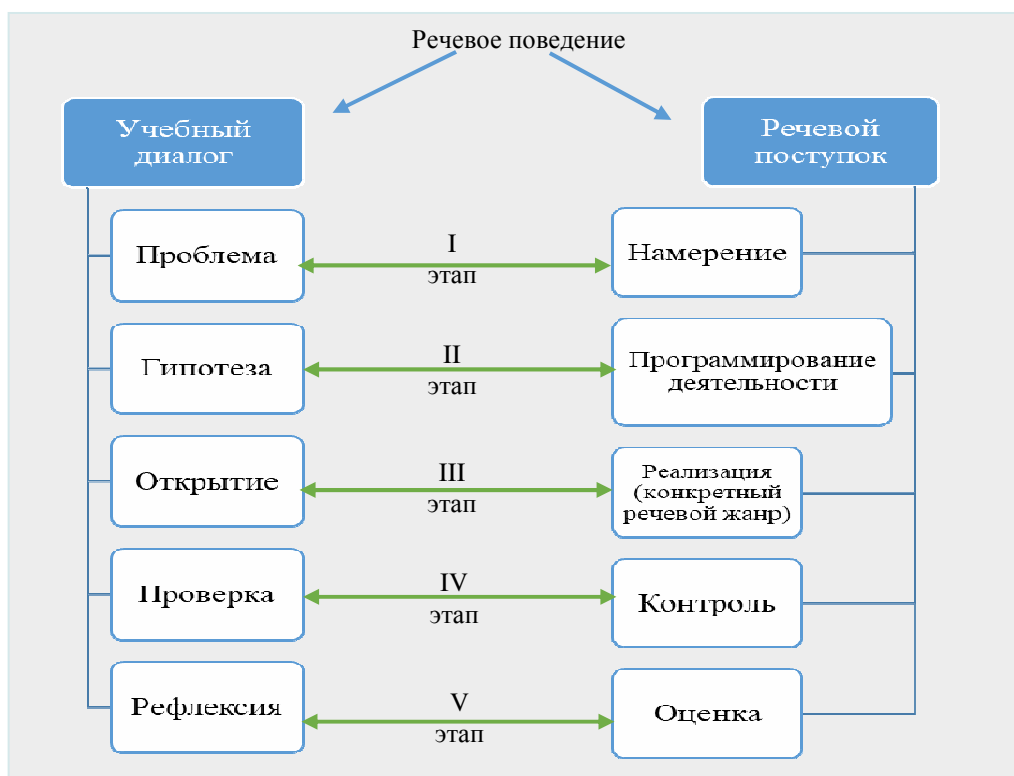 Речевое поведение
Учебный
диалог
Речевой
поступок
Проблема
I
этап
Намерение
Гипотеза
II
этап
Программирование
деятельности
Открытие
III
этап
Реализация
(конкретный
речевой жанр)
Проверка
IV
этап
Контроль
Рефлексия
V
этап
Оценка